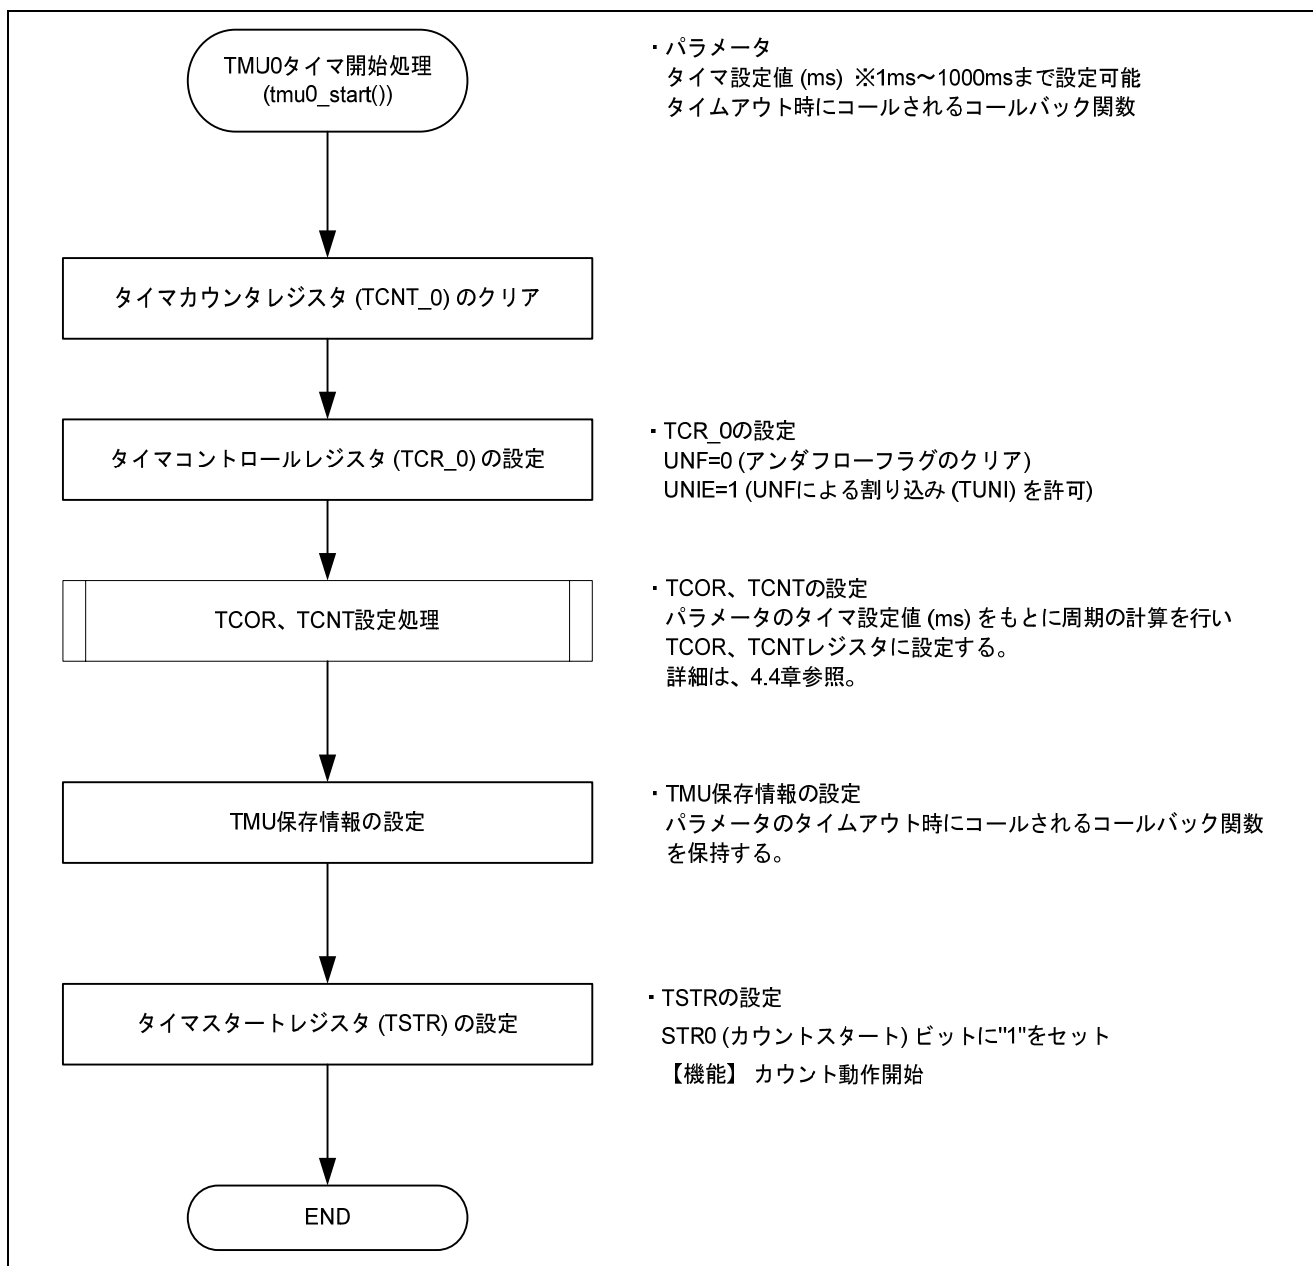 TMU0タイマ開始処理
(tmu0_start())
・パラメータ
タイマ設定値 (ms) ※1ms～1000msまで設定可能
タイムアウト時にコールされるコールバック関数
タイマカウンタレジスタ (TCNT_0) のクリア
タイマコントロールレジスタ (TCR_0) の設定
・TCR_0の設定
UNF=0 (アンダフローフラグのクリア)
UNIE=1 (UNFによる割り込み (TUNI) を許可)
TCOR、TCNT設定処理
・TCOR、TCNTの設定
パラメータのタイマ設定値 (ms) をもとに周期の計算を行い
TCOR、TCNTレジスタに設定する。
詳細は、4.4章参照。
TMU保存情報の設定
・TMU保存情報の設定
パラメータのタイムアウト時にコールされるコールバック関数
を保持する。
タイマスタートレジスタ (TSTR) の設定
・TSTRの設定
STR0 (カウントスタート) ビットに"1"をセット
【機能】 カウント動作開始
END